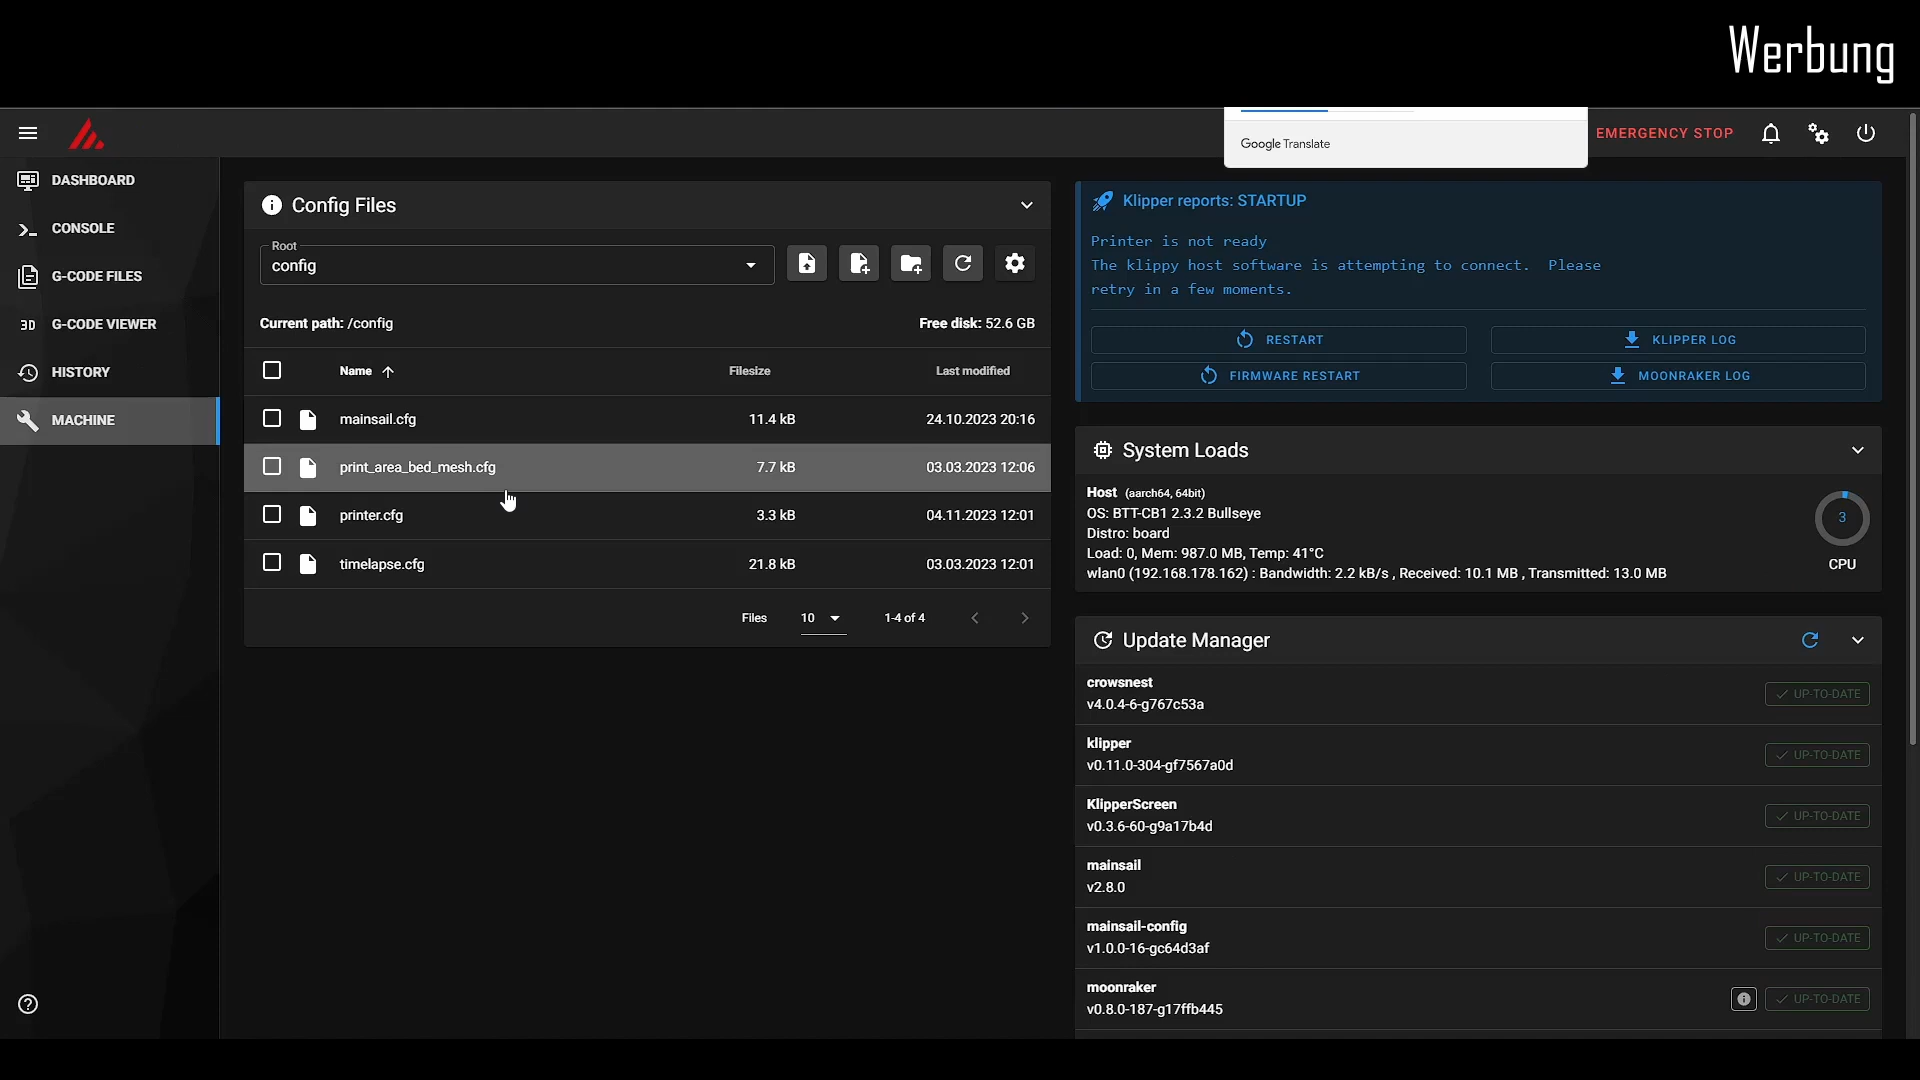 Werbung
Google Translate
EMERGENCY STOP
DASHBOARD
CONSOLE
G-CODE FILES
3D G-CODE VIEWER
HISTORY
MACHINE
Config Files
Root
config
Current path: /config
Free disk: 52.6 GB
Name Filesize Last modified
mainsail.cfg 11.4 kB 24.10.2023 20:16
print_area_bed_mesh.cfg 7.7 kB 03.03.2023 12:06
printer.cfg 3.3 kB 04.11.2023 12:01
timelapse.cfg 21.8 kB 03.03.2023 12:01
Files 10 1-4 of 4
Klipper reports: STARTUP
Printer is not ready
The klippy host software is attempting to connect. Please
retry in a few moments.
RESTART
KLIPPER LOG
FIRMWARE RESTART
MOONRAKER LOG
System Loads
Host (aarch64, 64bit)
OS: BTT-CB1 2.3.2 Bullseye
Distro: board
Load: 0, Mem: 987.0 MB, Temp: 41°C
wlan0 (192.168.178.162) : Bandwidth: 2.2 kB/s , Received: 10.1 MB , Transmitted: 13.0 MB
3
CPU
Update Manager
crowsnest
v4.0.4-6-g767c53a
UP-TO-DATE
klipper
v0.11.0-304-gf7567a0d
UP-TO-DATE
KlipperScreen
v0.3.6-60-g9a17b4d
UP-TO-DATE
mainsail
v2.8.0
UP-TO-DATE
mainsail-config
v1.0.0-16-gc64d3af
UP-TO-DATE
moonraker
v0.8.0-187-g17ffb445
UP-TO-DATE